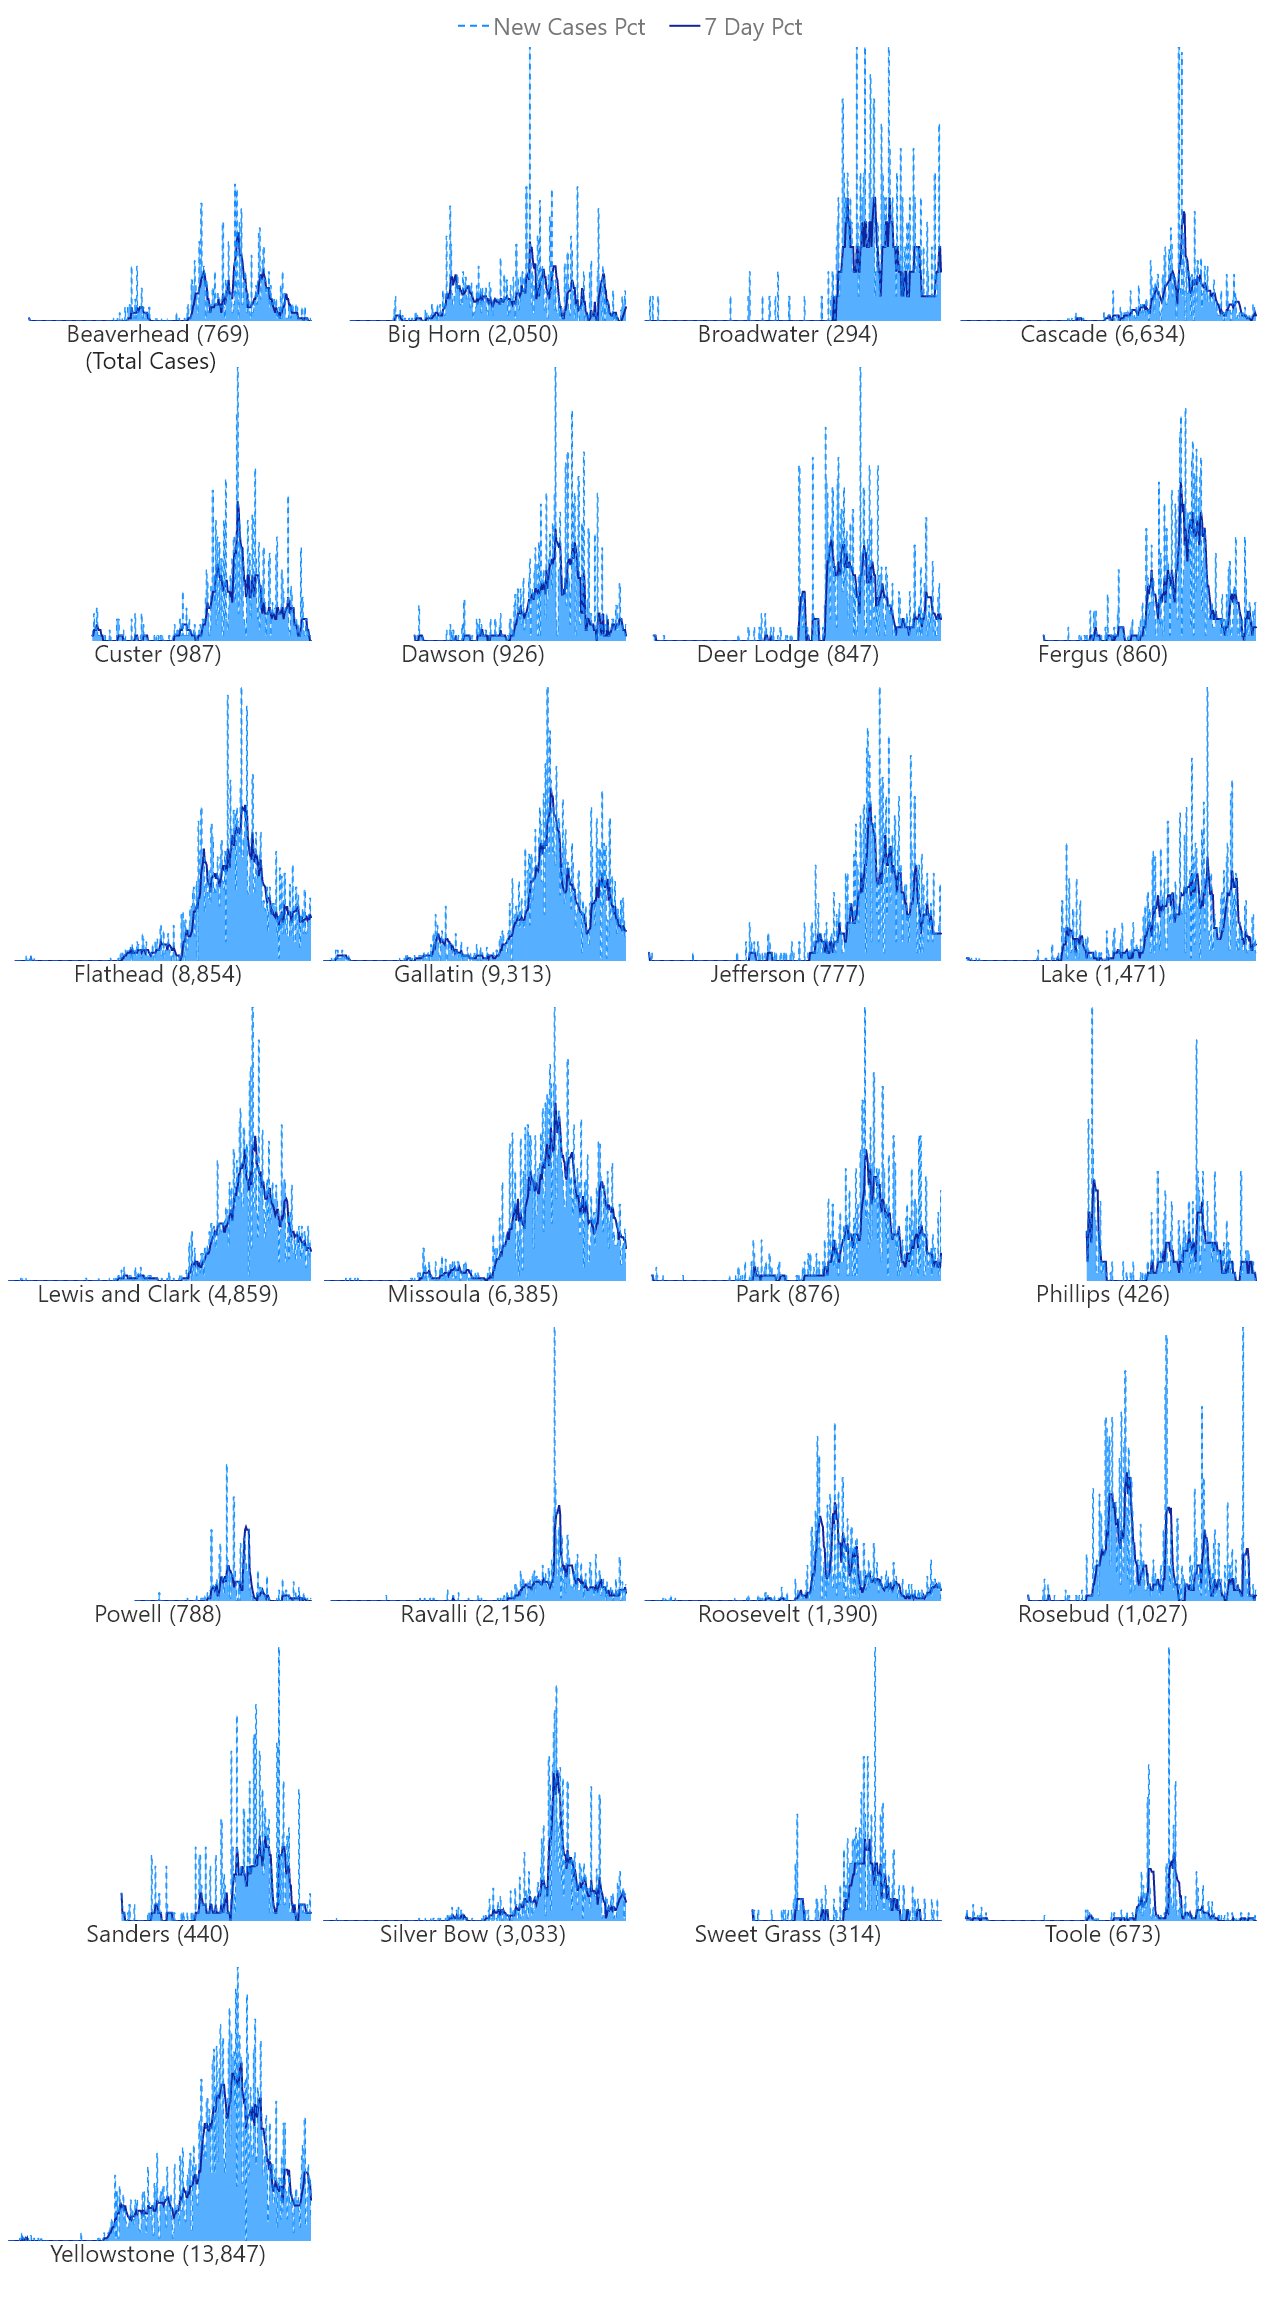 New Cases Pct 7 Day Pct
Beaverhead (769)
(Total Cases)
Big Horn (2,050)
Broadwater (294)
Cascade (6,634)
Custer (987)
Dawson (926)
Deer Lodge (847)
Fergus (860)
Flathead (8,854)
Gallatin (9,313)
Jefferson (777)
Lake (1,471)
Lewis and Clark (4,859)
Missoula (6,385)
Park (876)
Phillips (426)
Powell (788)
Ravalli (2,156)
Roosevelt (1,390)
Rosebud (1,027)
Sanders (440)
Silver Bow (3,033)
Sweet Grass (314)
Toole (673)
Yellowstone (13,847)